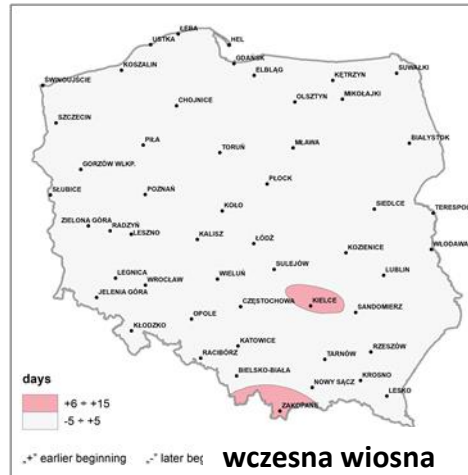 ŁEBA
USTKA
HEL
GDAŃSK
KOSZALIN
ELBLĄG
KĘTRZYN
SUWAŁKI
ŚWINOUJŚCIE
CHOJNICE
OLSZTYN
MIKOŁAJKI
SZCZECIN
PIŁA
TORUŃ
MŁAWA
BIAŁYSTOK
GORZÓW WLKP.
PŁOCK
SŁUBICE
POZNAŃ
KOŁO
SIEDLCE
TERESPOL
ZIELONA GÓRA
RADZYŃ
LESZNO
KALISZ
ŁÓDŹ
KOZIENICE
WŁODAWA
LEGNICA
WROCŁAW
WIELUŃ
SULEJÓW
LUBLIN
JELENIA GÓRA
CZĘSTOCHOWA
KIELCE
SANDOMIERZ
KŁODZKO
OPOLE
KATOWICE
RACIBÓRZ
TARNÓW
RZESZÓW
BIELSKO-BIAŁA
NOWY SĄCZ
KROSNO
LESKO
ZAKOPANE
days
+6 ÷ +15
-5 ÷ +5
„+" earlier beginning „-" later beg
wczesna wiosna